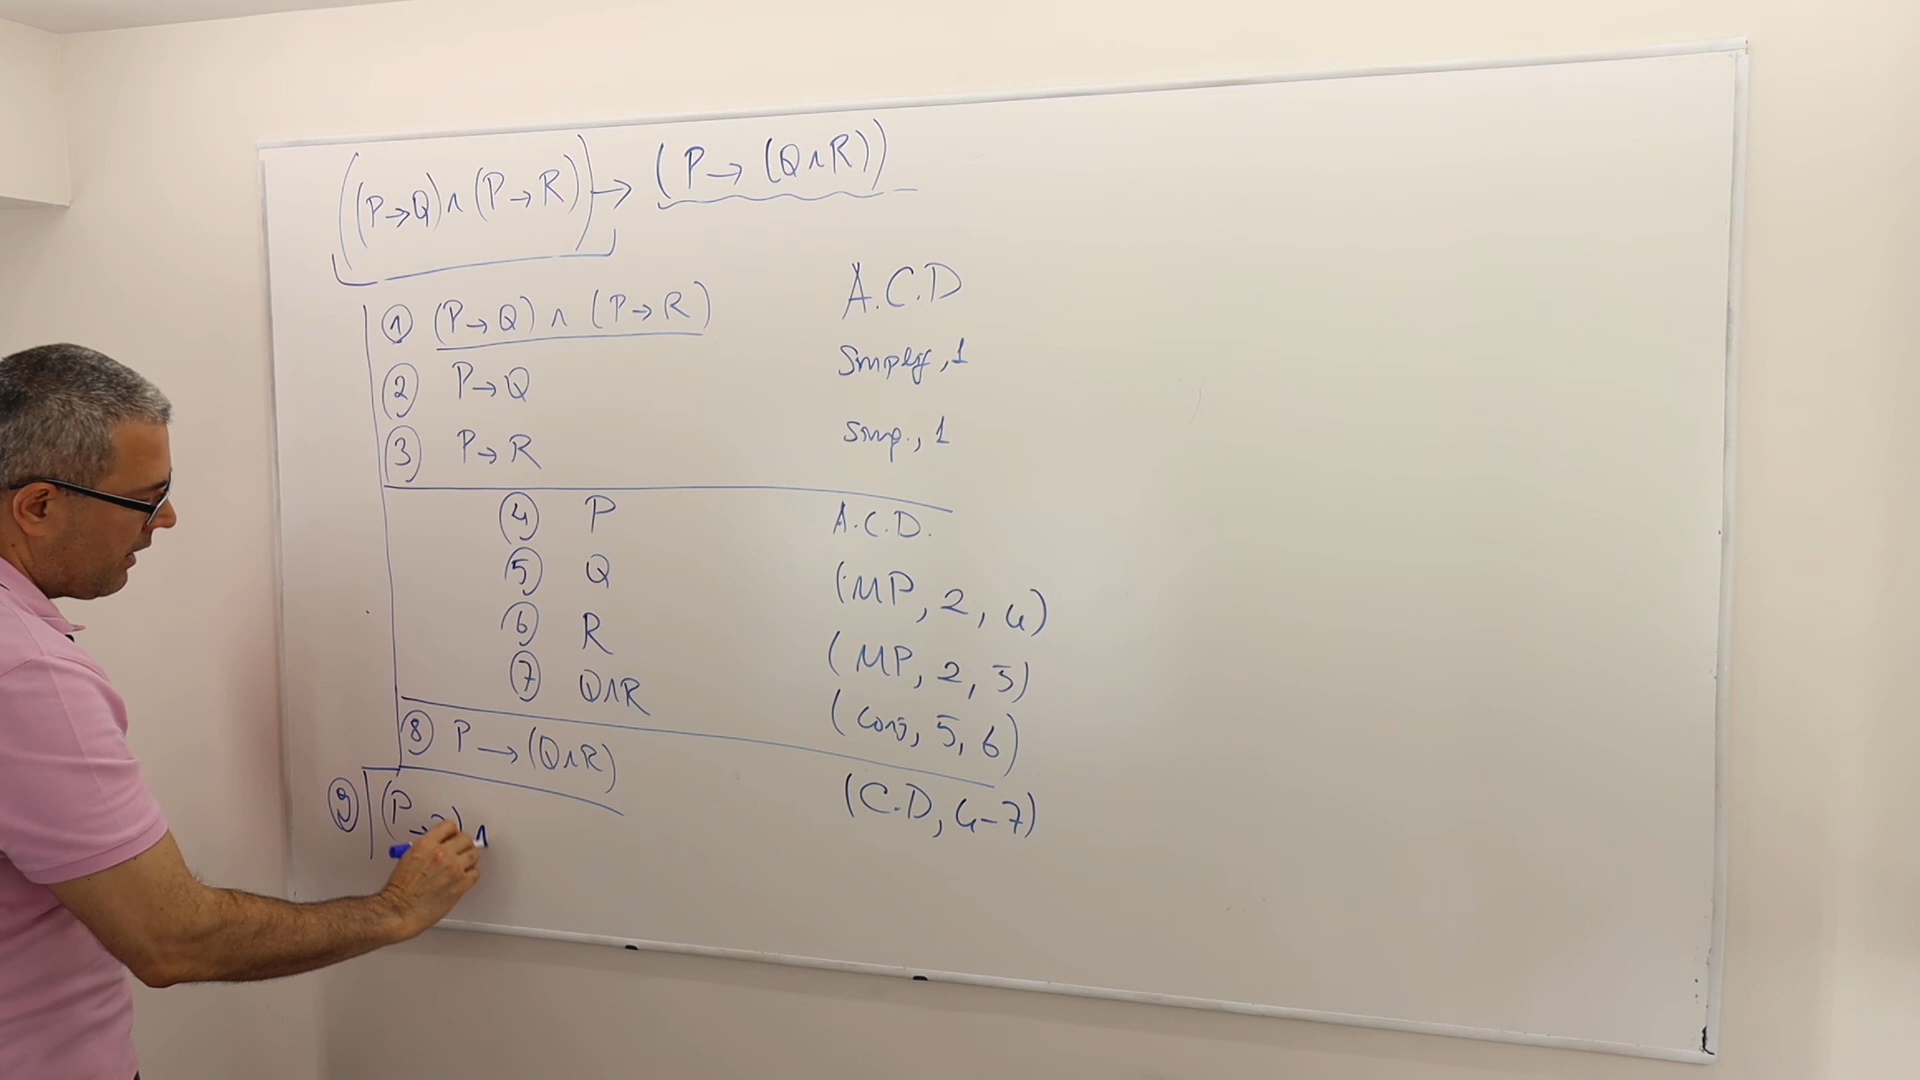 ((P→Q)∧(P→R))→(P→(Q∧R))
① (P→Q)∧(P→R) A.C.D
② P→Q Simplif, 1
③ P→R Simp., 1
④ P A.C.D.
⑤ Q (MP, 2, 4)
⑥ R (MP, 2, 5)
⑦ Q∧R (Conj, 5, 6)
⑧ P→(Q∧R) (C.D, 4-7)
⑨ (P→Q)∧